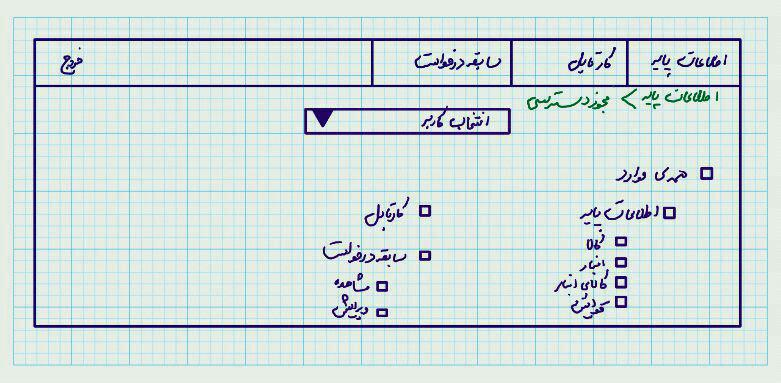 اطلاعات پایه
کارتابل
سابقه درخواست
خروج
اطلاعات پایه > مجوز دسترسی
انتخاب کاربر
همه‌ی موارد
اطلاعات پایه
کالا
انبار
کالای انبار
کارتابل
سابقه درخواست
مشاهده
ویرایش